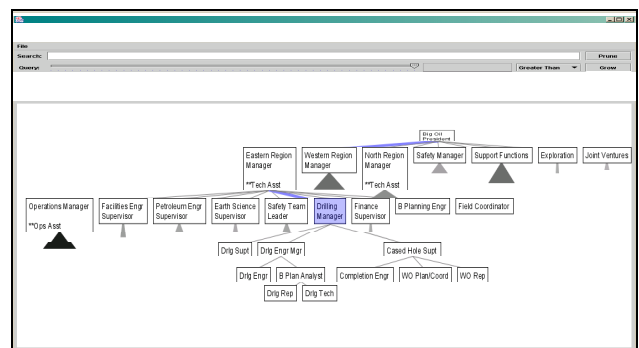 File
Search:
Prune
Query:
Greater Than
Grow
Big Oil
President
Eastern Region
Manager
**Tech Asst
Western Region
Manager
North Region
Manager
**Tech Asst
Safety Manager
Support Functions
Exploration
Joint Ventures
Operations Manager
**Ops Asst
Facilities Engr
Supervisor
Petroleum Engr
Supervisor
Earth Science
Supervisor
Safety Team
Leader
Drilling
Manager
Finance
Supervisor
B Planning Engr
Field Coordinator
Drlg Supt
Drlg Engr Mgr
Cased Hole Supt
Drlg Engr
B Plan Analyst
Completion Engr
WO Plan/Coord
WO Rep
Drlg Rep
Drlg Tech